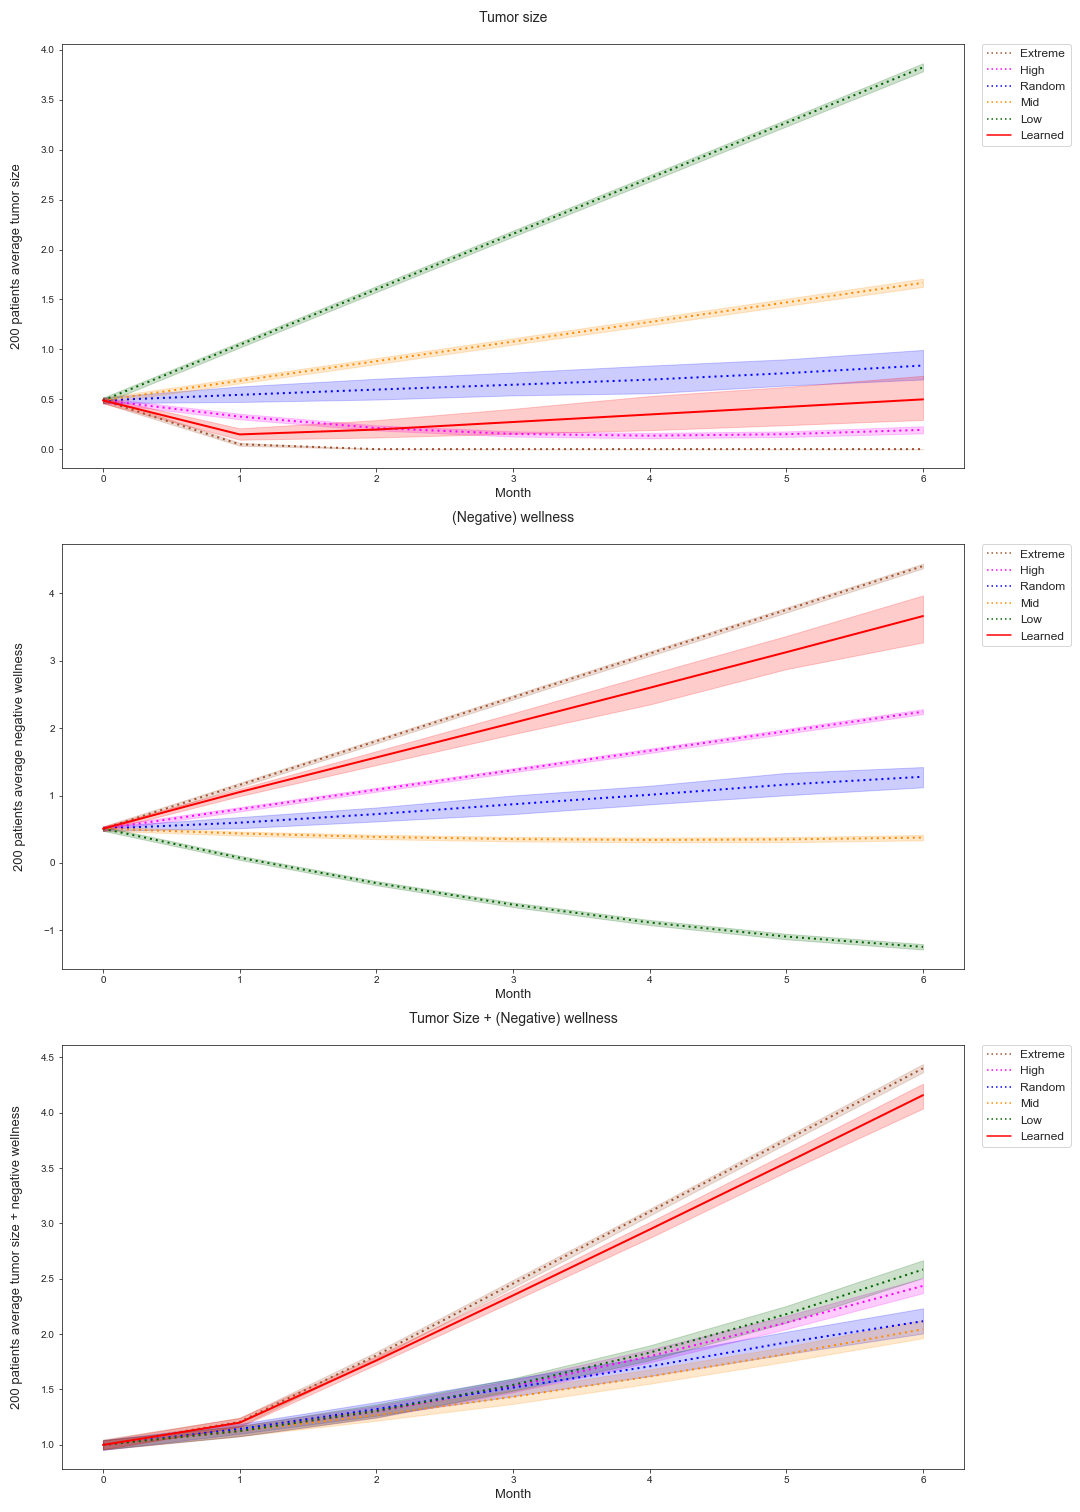 Tumor size
4.0
3.5
3.0
2.5
2.0
1.5
1.0
0.5
0.0
200 patients average tumor size
0 1 2 3 4 5 6
Month
Extreme
High
Random
Mid
Low
Learned
(Negative) wellness
4
3
2
1
0
−1
200 patients average negative wellness
0 1 2 3 4 5 6
Month
Extreme
High
Random
Mid
Low
Learned
Tumor Size + (Negative) wellness
4.5
4.0
3.5
3.0
2.5
2.0
1.5
1.0
200 patients average tumor size + negative wellness
0 1 2 3 4 5 6
Month
Extreme
High
Random
Mid
Low
Learned